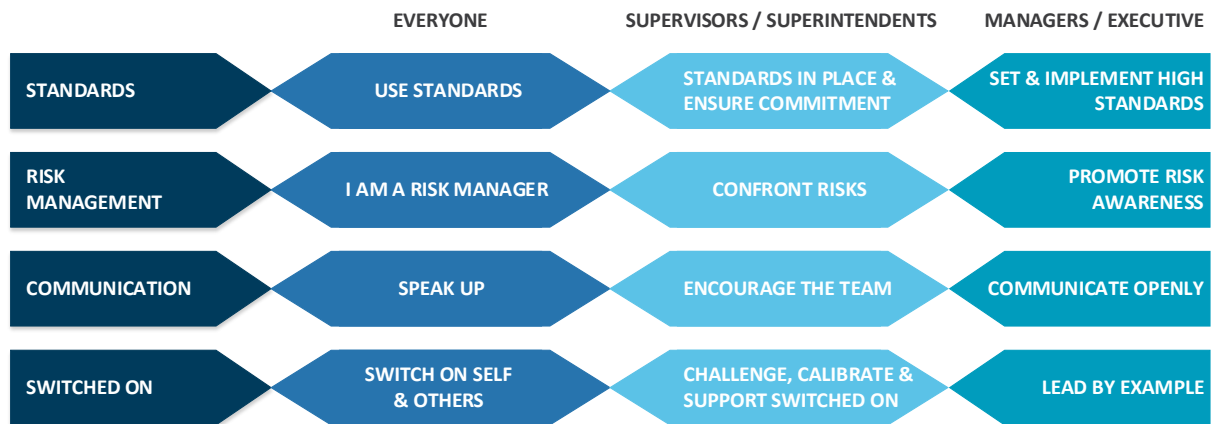 EVERYONE
SUPERVISORS / SUPERINTENDENTS
MANAGERS / EXECUTIVE
STANDARDS
USE STANDARDS
STANDARDS IN PLACE &
ENSURE COMMITMENT
SET & IMPLEMENT HIGH
STANDARDS
RISK
MANAGEMENT
I AM A RISK MANAGER
CONFRONT RISKS
PROMOTE RISK
AWARENESS
COMMUNICATION
SPEAK UP
ENCOURAGE THE TEAM
COMMUNICATE OPENLY
SWITCHED ON
SWITCH ON SELF
& OTHERS
CHALLENGE, CALIBRATE &
SUPPORT SWITCHED ON
LEAD BY EXAMPLE